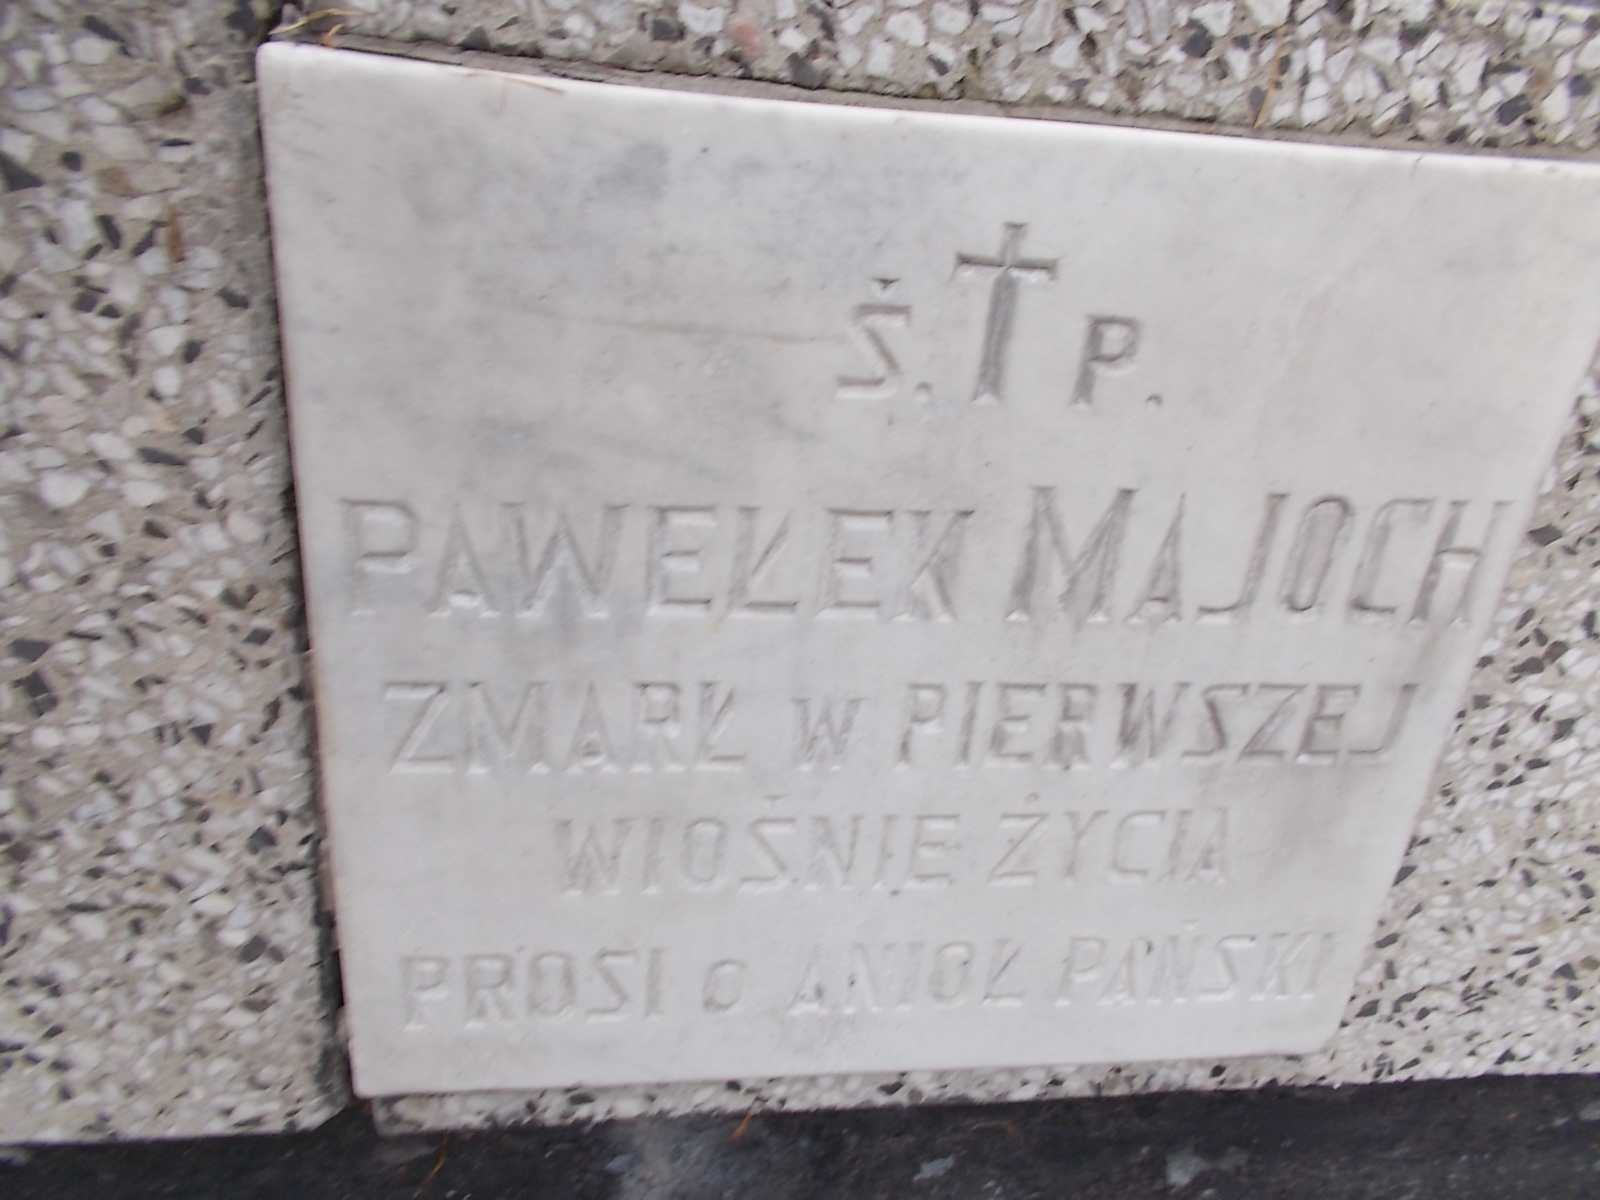 Ś. P.
PAWEŁEK MAJOCH
ZMARŁ W PIERWSZEJ
WIOŚNIE ŻYCIA
PROSI O ANIOŁ PAŃSKI